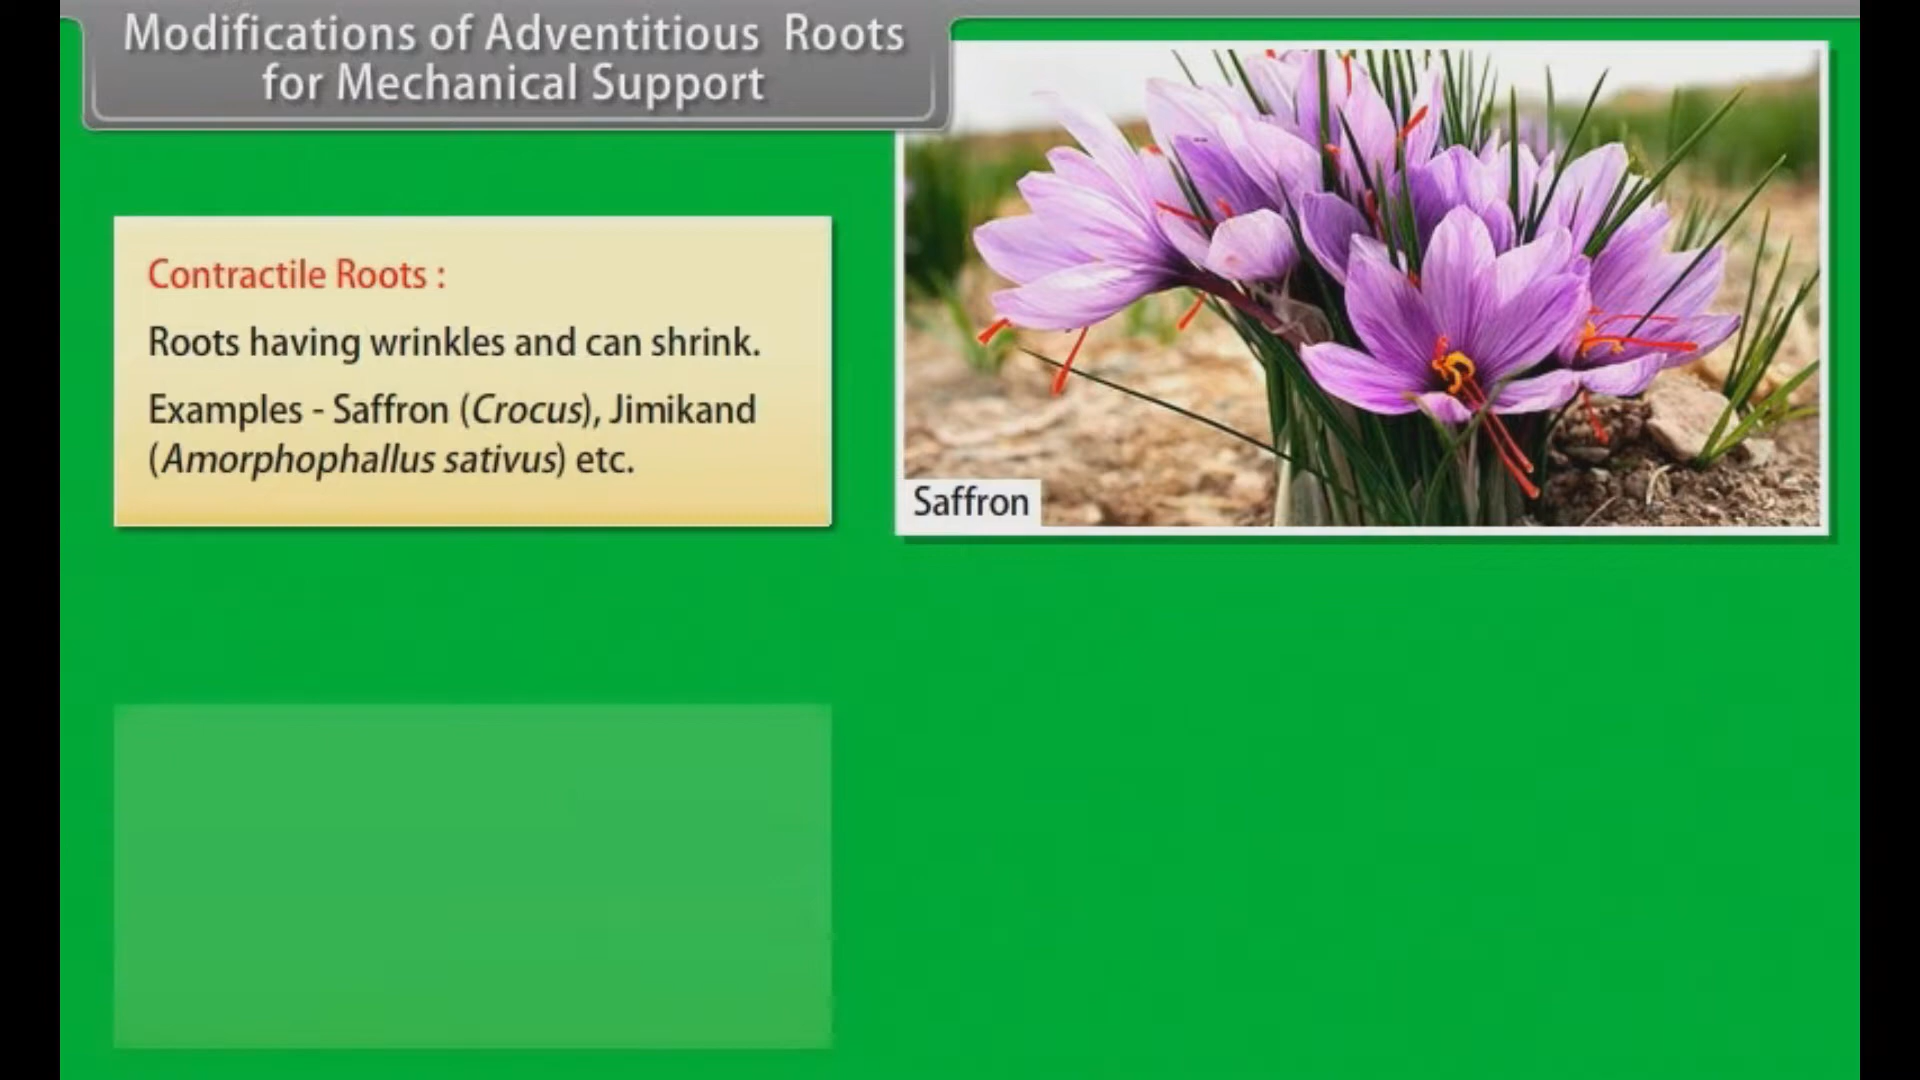 Modifications of Adventitious Roots
for Mechanical Support
Contractile Roots :
Roots having wrinkles and can shrink.
Examples - Saffron (Crocus), Jimikand
(Amorphophallus sativus) etc.
Saffron